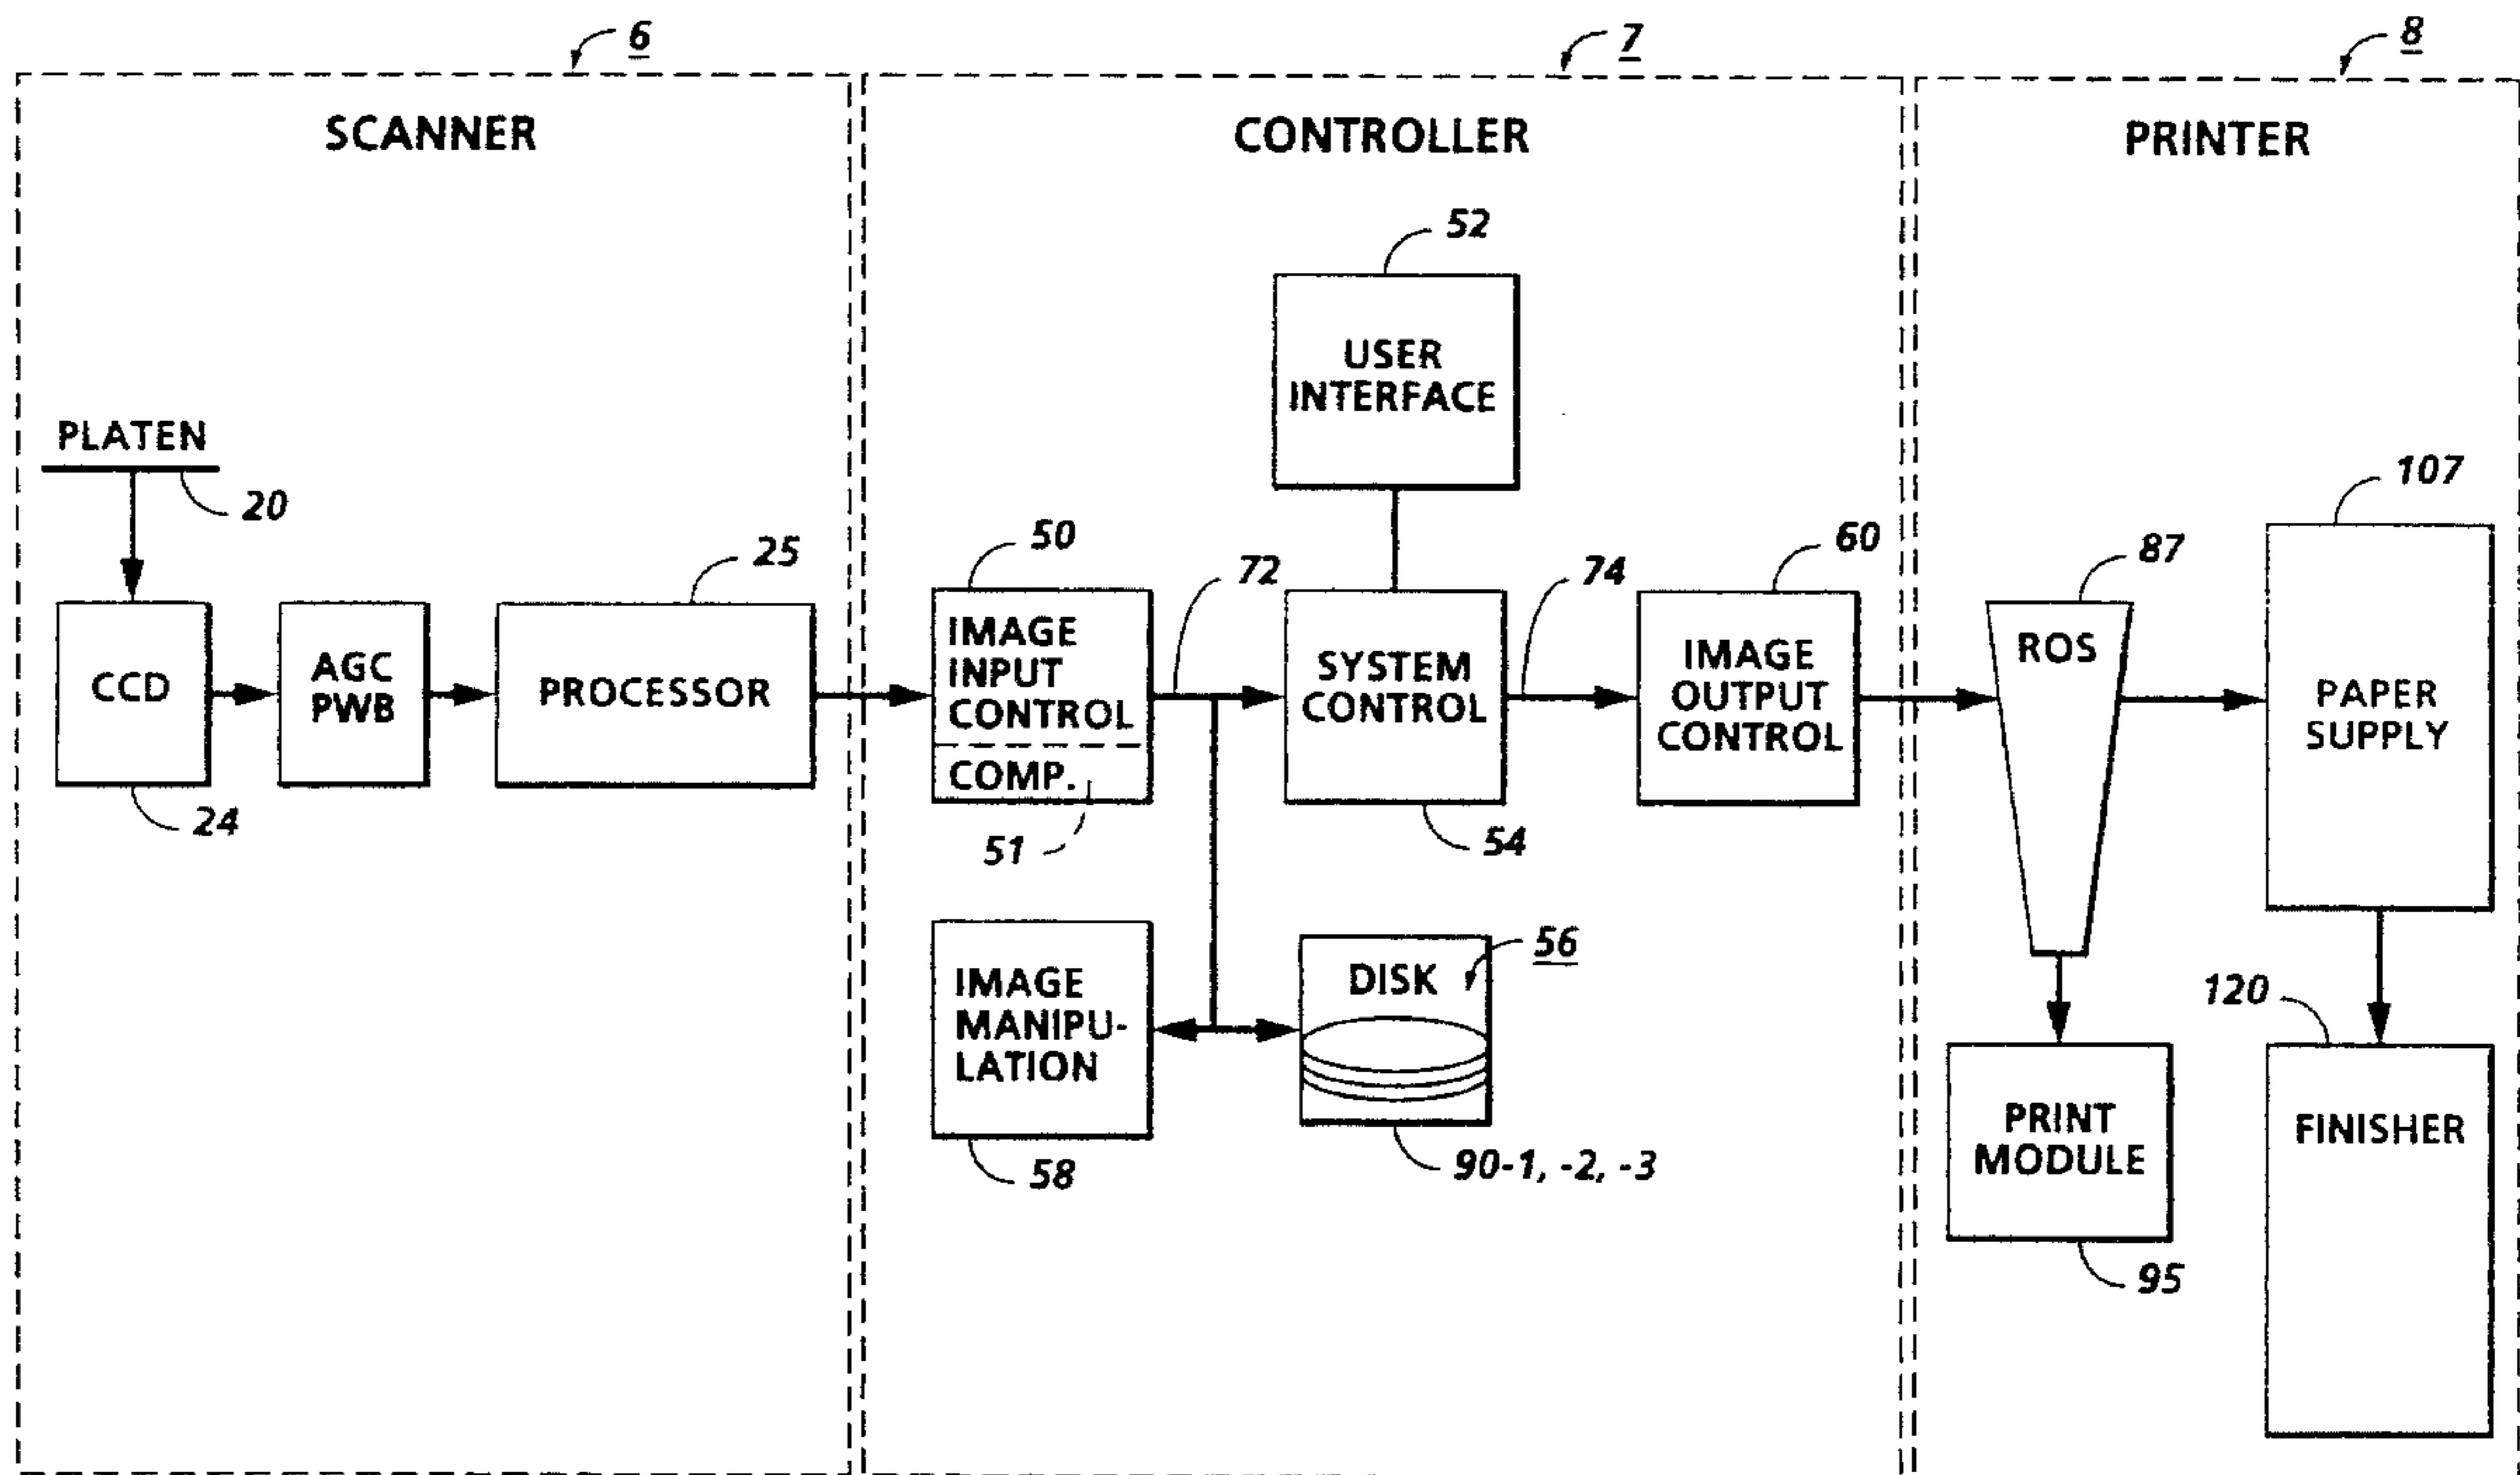 6
7
8
SCANNER
CONTROLLER
PRINTER
52
USER
INTERFACE
PLATEN
20
107
50
25
72
74
60
87
CCD
24
AGC
PWB
PROCESSOR
IMAGE
INPUT
CONTROL
COMP.
51
SYSTEM
CONTROL
54
IMAGE
OUTPUT
CONTROL
ROS
PAPER
SUPPLY
IMAGE
MANIPU-
LATION
58
56
DISK
90-1, -2, -3
120
PRINT
MODULE
95
FINISHER